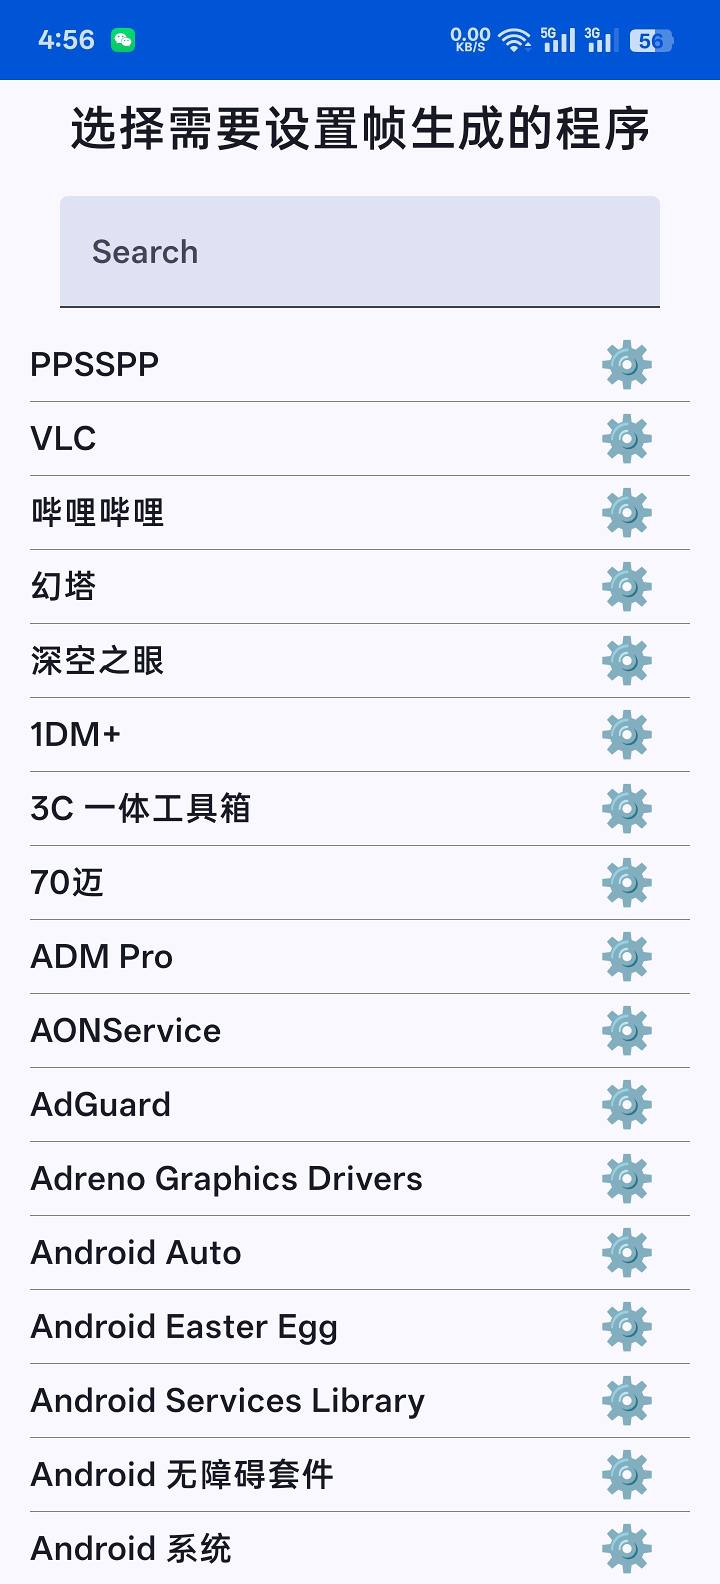 4:56
0.00
KB/S
5G
3G
56
选择需要设置帧生成的程序
Search
PPSSPP
VLC
哔哩哔哩
幻塔
深空之眼
1DM+
3C 一体工具箱
70迈
ADM Pro
AONService
AdGuard
Adreno Graphics Drivers
Android Auto
Android Easter Egg
Android Services Library
Android 无障碍套件
Android 系统